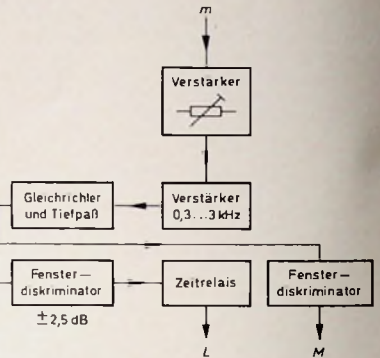 m
Verstärker
Gleichrichter
und Tiefpaß
Verstärker
0,3...3 kHz
Fenster-
diskriminator
± 2,5 dB
Zeitrelais
Fenster-
diskriminator
L
M